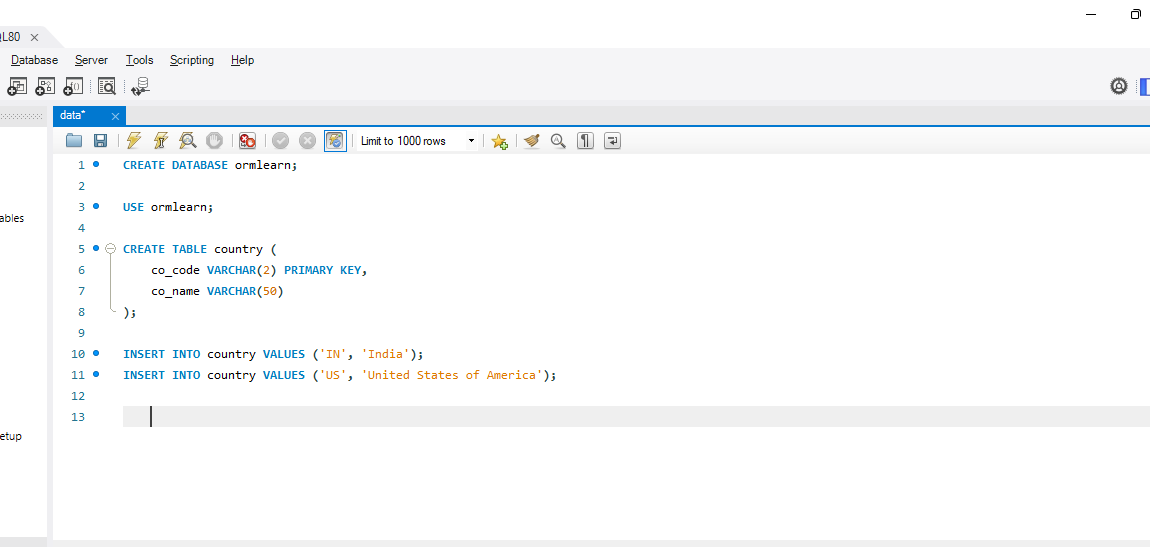 QL80
Database Server Tools Scripting Help
data*
Limit to 1000 rows
1 CREATE DATABASE ormlearn;
2
3 USE ormlearn;
4
5 CREATE TABLE country (
6 co_code VARCHAR(2) PRIMARY KEY,
7 co_name VARCHAR(50)
8 );
9
10 INSERT INTO country VALUES ('IN', 'India');
11 INSERT INTO country VALUES ('US', 'United States of America');
12
13
ables
etup